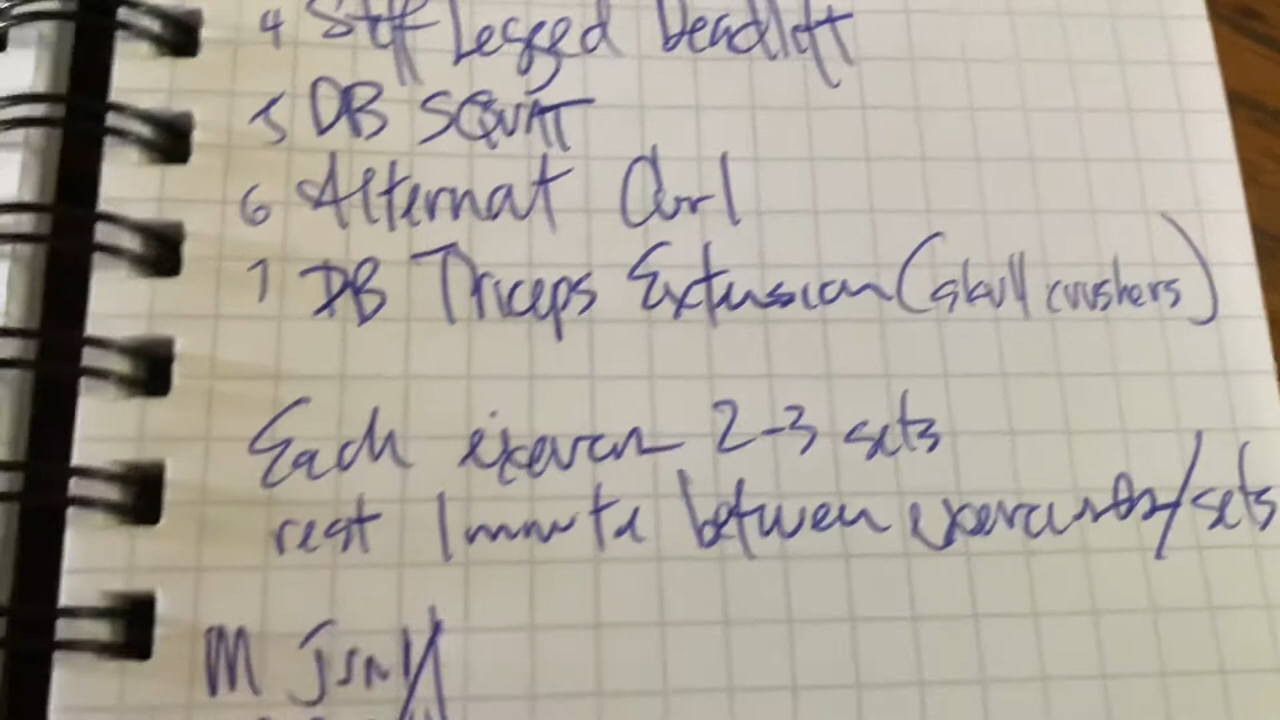 4 Stiff Legged Deadlift
5 DB SQUAT
6 Alternat Curl
7 DB Triceps Extension (skull crushers)
Each exercise 2-3 sets
rest 1 minute between exercises/sets
M